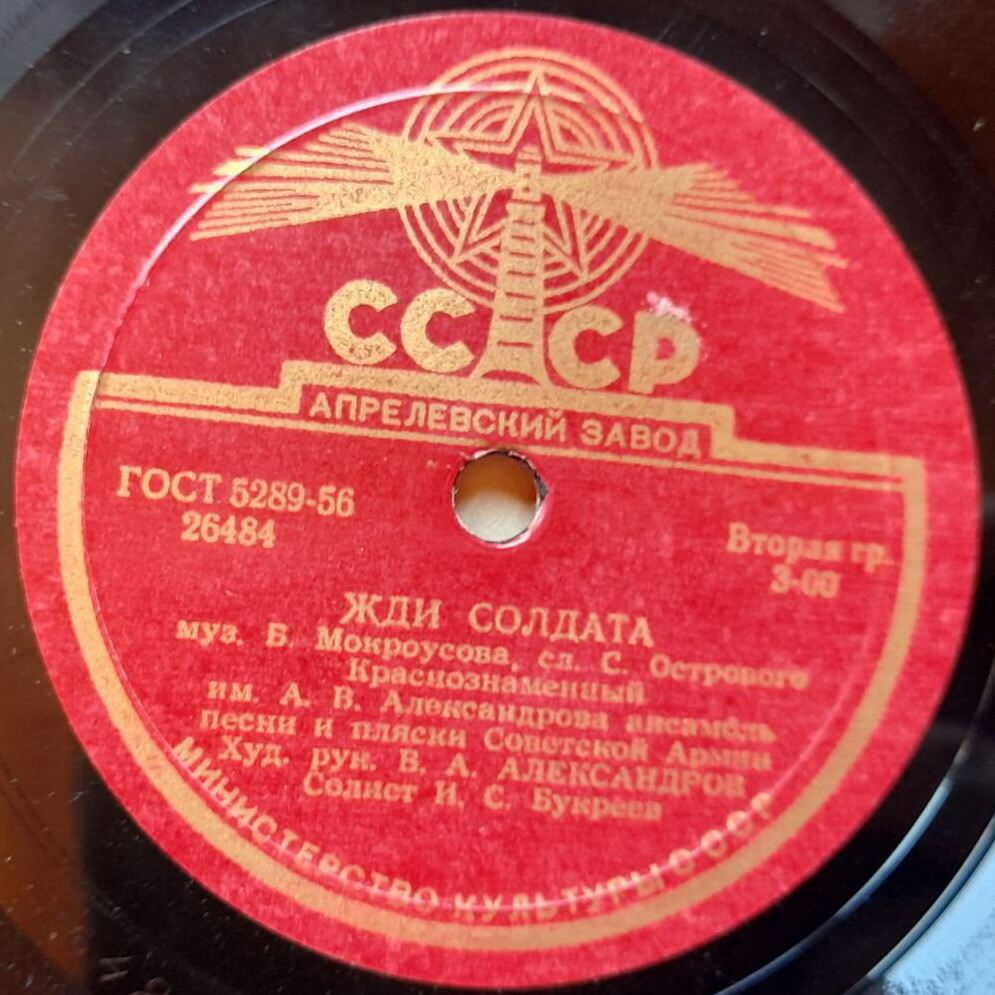 СССР
АПРЕЛЕВСКИЙ ЗАВОД
ГОСТ 5289-56
26484
Вторая гр.
3-00
ЖДИ СОЛДАТА
муз. Б. Мокроусова, сл. С. Острового
Краснознаменный
им. А. В. Александрова ансамбль
песни и пляски Советской Армии
Худ. рук. Б. А. АЛЕКСАНДРОВ
Солист И. С. Букреев
МИНИСТЕРСТВО КУЛЬТУРЫ СССР